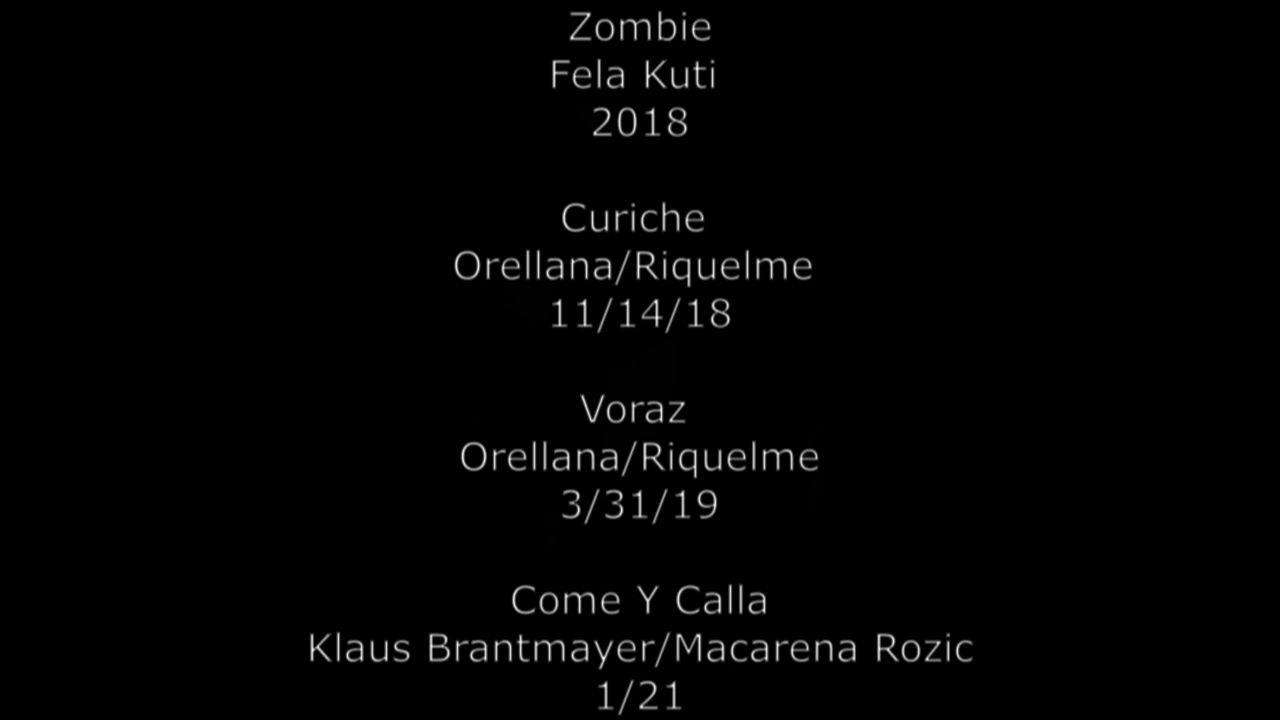 Zombie
Fela Kuti
2018
Curiche
Orellana/Riquelme
11/14/18
Voraz
Orellana/Riquelme
3/31/19
Come Y Calla
Klaus Brantmayer/Macarena Rozic
1/21